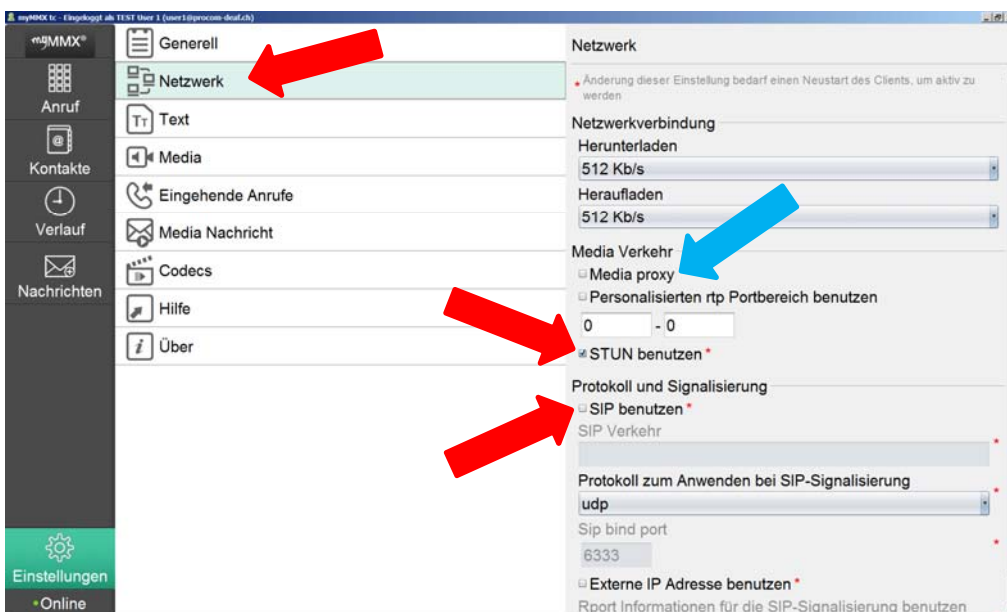 myMMX tc - Eingeloggt als TEST User 1 (user1@procom-deaf.ch)
myMMX®
Anruf
Kontakte
Verlauf
Nachrichten
Einstellungen
Online
Generell
Netzwerk
Text
Media
Eingehende Anrufe
Media Nachricht
Codecs
Hilfe
Über
Netzwerk
* Änderung dieser Einstellung bedarf einen Neustart des Clients, um aktiv zu
werden
Netzwerkverbindung
Herunterladen
512 Kb/s
Heraufladen
512 Kb/s
Media Verkehr
Media proxy
Personalisierten rtp Portbereich benutzen
0 - 0
STUN benutzen *
Protokoll und Signalisierung
SIP benutzen *
SIP Verkehr
*
Protokoll zum Anwenden bei SIP-Signalisierung
udp *
Sip bind port
6333 *
Externe IP Adresse benutzen *
Rport Informationen für die SIP-Signalisierung benutzen